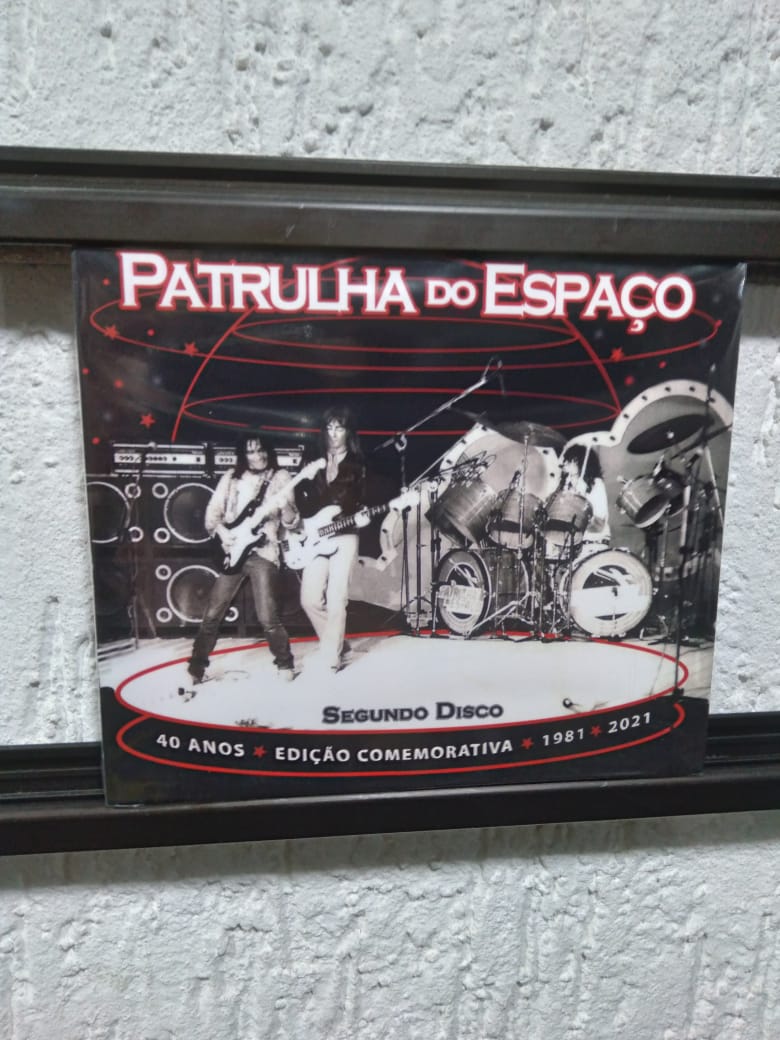 PATRULHA DO ESPAÇO
SEGUNDO DISCO
40 ANOS ★ EDIÇÃO COMEMORATIVA ★ 1981 ★ 2021